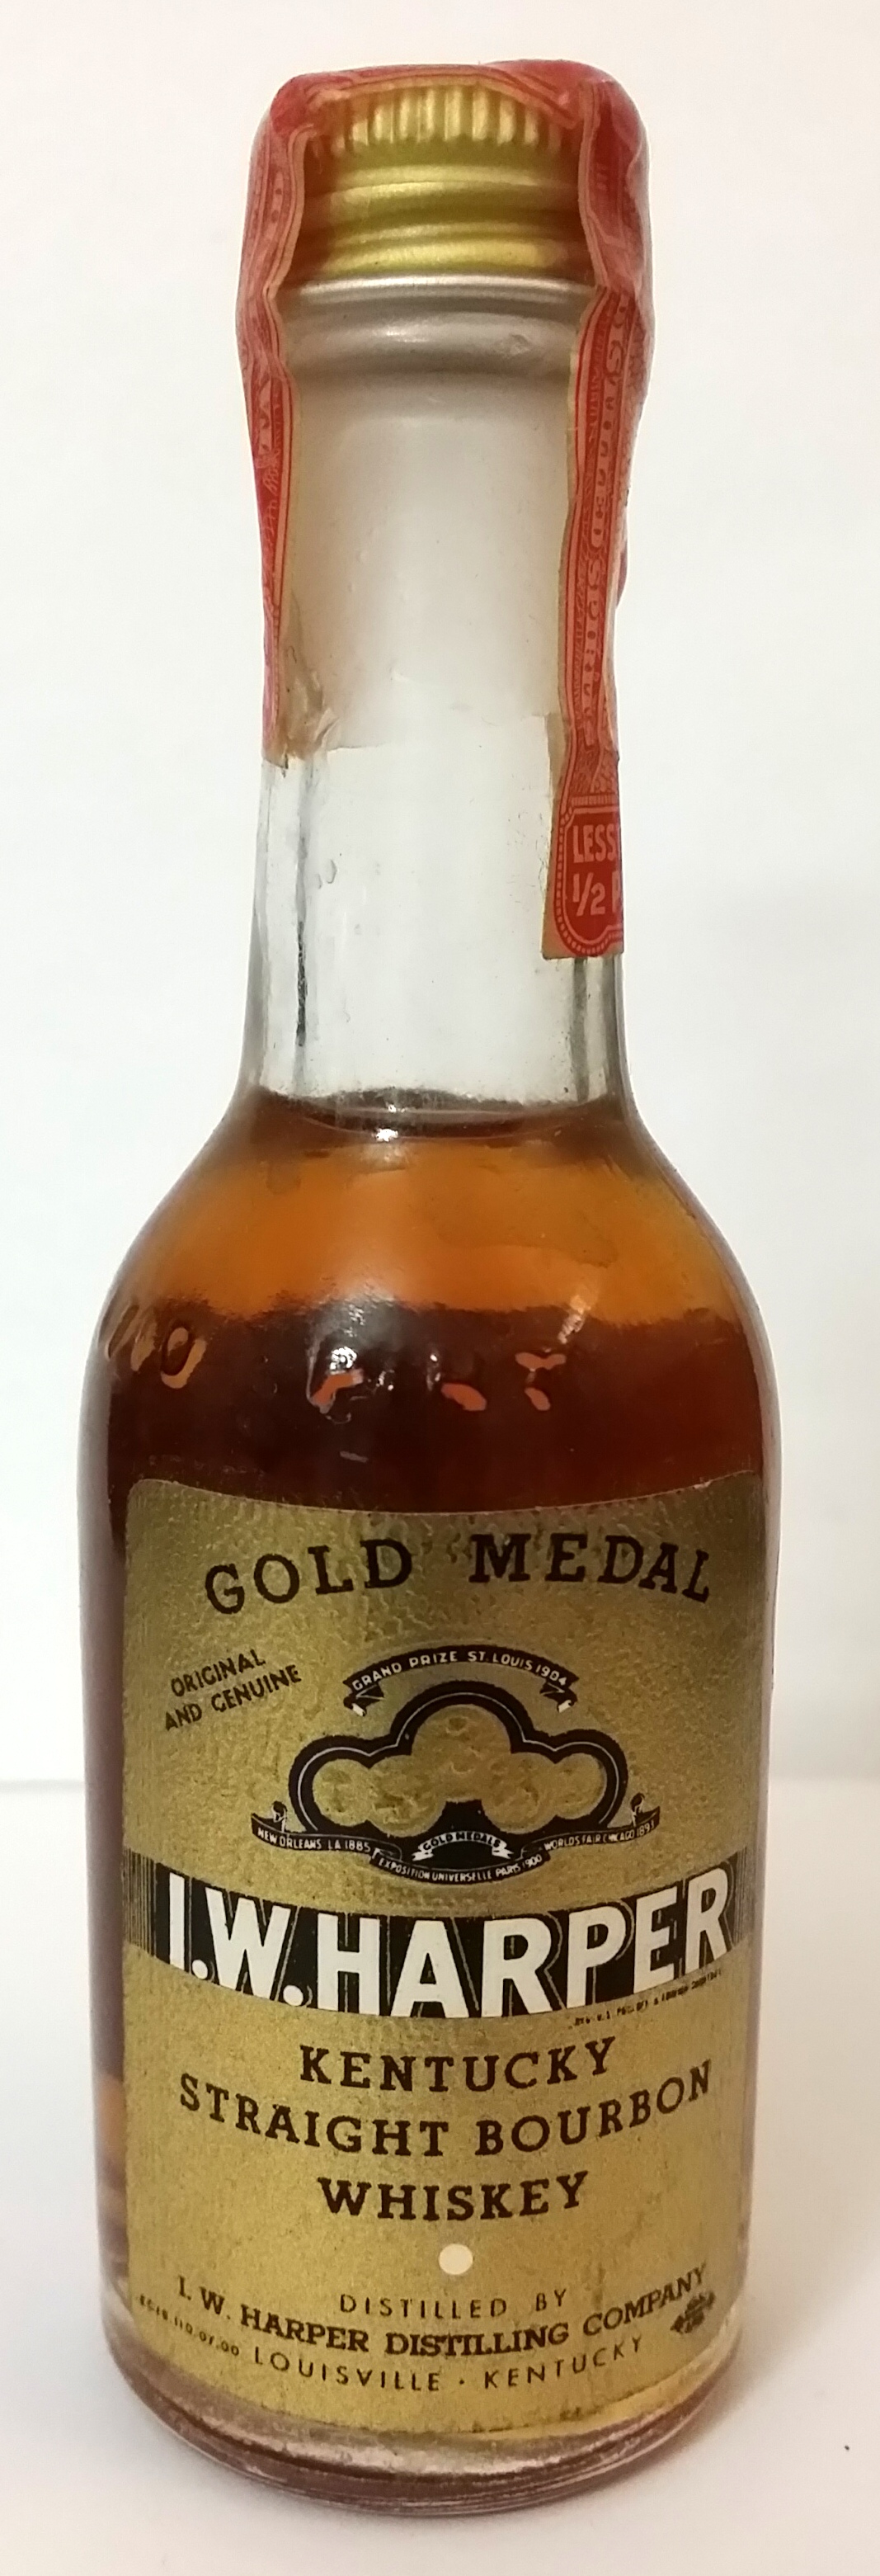 LESS
1/2 P
GOLD MEDAL
ORIGINAL
AND GENUINE
GRAND PRIZE ST. LOUIS 1904
NEW ORLEANS LA 1885
GOLD MEDALS
WORLDS FAIR CHICAGO 1893
EXPOSITION UNIVERSELLE PARIS 1900
I.W.HARPER
KENTUCKY
STRAIGHT BOURBON
WHISKEY
DISTILLED BY
I. W. HARPER DISTILLING COMPANY
LOUISVILLE · KENTUCKY